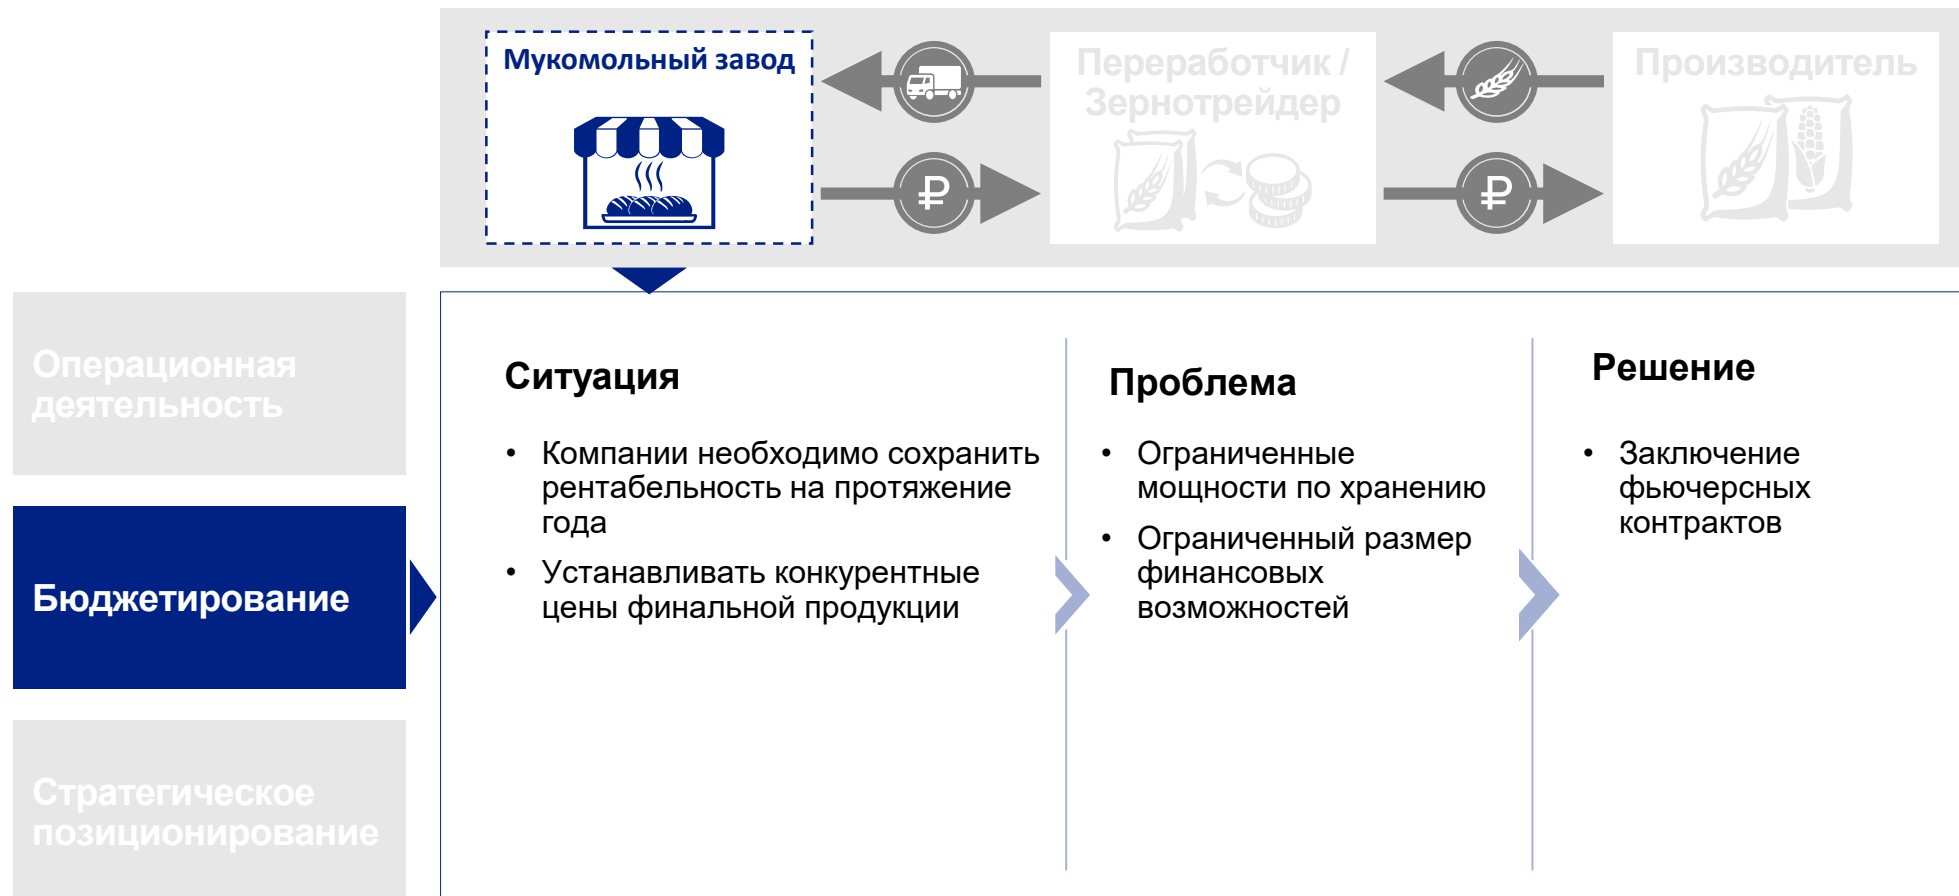 Мукомольный завод
Переработчик /
Зернотрейдер
Производитель
₽
₽
Операционная
деятельность
Бюджетирование
Стратегическое
позиционирование
Ситуация
• Компании необходимо сохранить
рентабельность на протяжение
года
• Устанавливать конкурентные
цены финальной продукции
Проблема
• Ограниченные
мощности по хранению
• Ограниченный размер
финансовых
возможностей
Решение
• Заключение
фьючерсных
контрактов